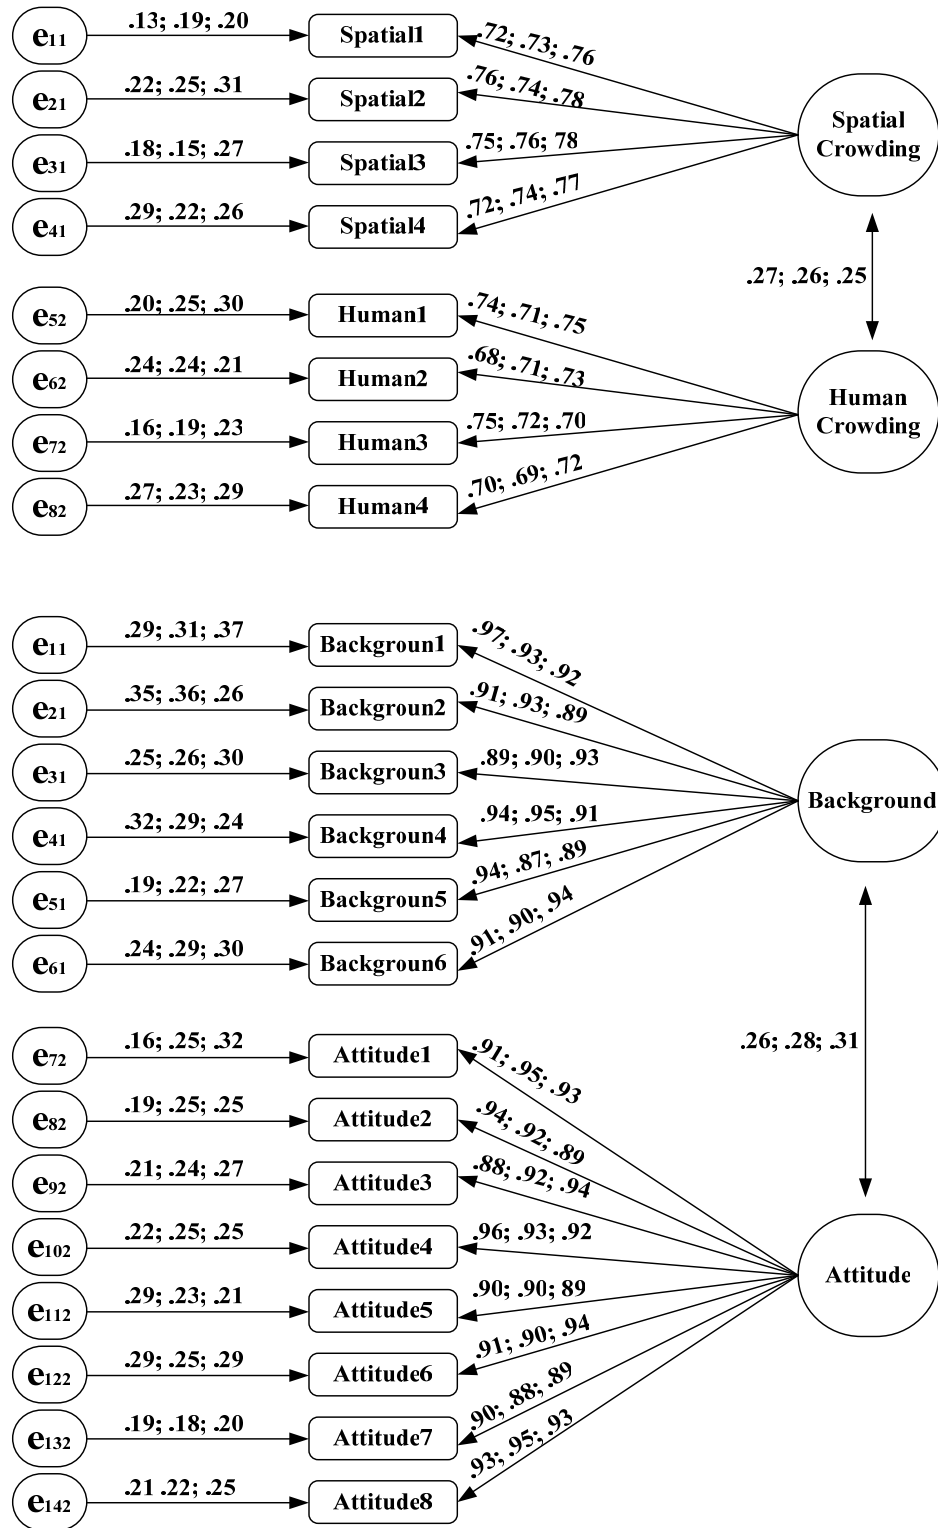 e11 .13; .19; .20 Spatial1 .72; .73; .76
e21 .22; .25; .31 Spatial2 .76; .74; .78
e31 .18; .15; .27 Spatial3 .75; .76; 78
e41 .29; .22; .26 Spatial4 .72; .74; .77
Spatial
Crowding
.27; .26; .25
e52 .20; .25; .30 Human1 .74; .71; .75
e62 .24; .24; .21 Human2 .68; .71; .73
e72 .16; .19; .23 Human3 .75; .72; .70
e82 .27; .23; .29 Human4 .70; .69; .72
Human
Crowding
e11 .29; .31; .37 Backgroun1 .97; .93; .92
e21 .35; .36; .26 Backgroun2 .91; .93; .89
e31 .25; .26; .30 Backgroun3 .89; .90; .93
e41 .32; .29; .24 Backgroun4 .94; .95; .91
e51 .19; .22; .27 Backgroun5 .94; .87; .89
e61 .24; .29; .30 Backgroun6 .91; .90; .94
Background
.26; .28; .31
e72 .16; .25; .32 Attitude1 .91; .95; .93
e82 .19; .25; .25 Attitude2 .94; .92; .89
e92 .21; .24; .27 Attitude3 .88; .92; .94
e102 .22; .25; .25 Attitude4 .96; .93; .92
e112 .29; .23; .21 Attitude5 .90; .90; 89
e122 .29; .25; .29 Attitude6 .91; .90; .94
e132 .19; .18; .20 Attitude7 .90; .88; .89
e142 .21 .22; .25 Attitude8 .93; .95; .93
Attitude